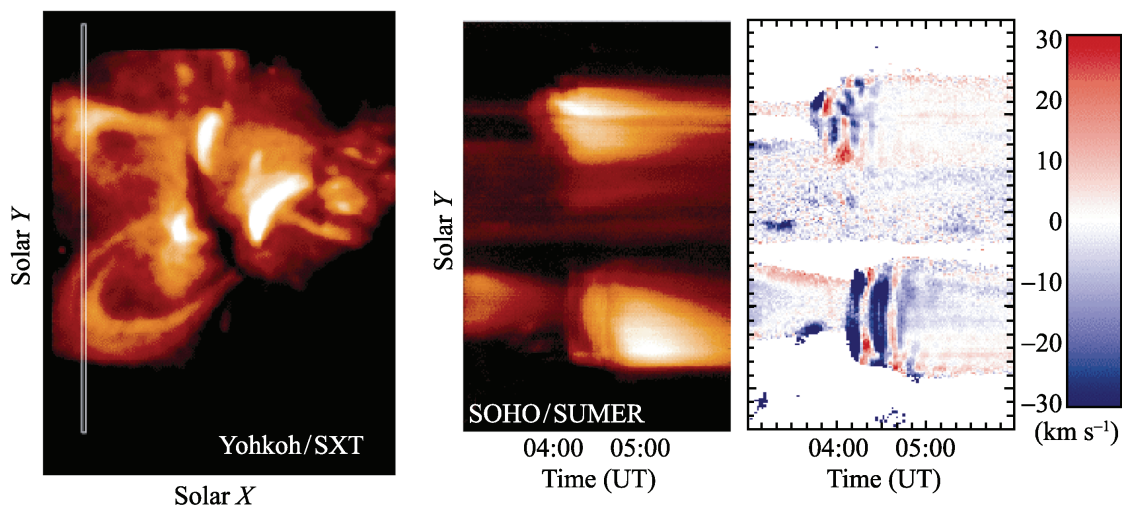 Solar Y
Yohkoh/SXT
Solar X
Solar Y
SOHO/SUMER
04:00 05:00
Time (UT)
04:00 05:00
Time (UT)
30
20
10
0
−10
−20
−30
(km s⁻¹)